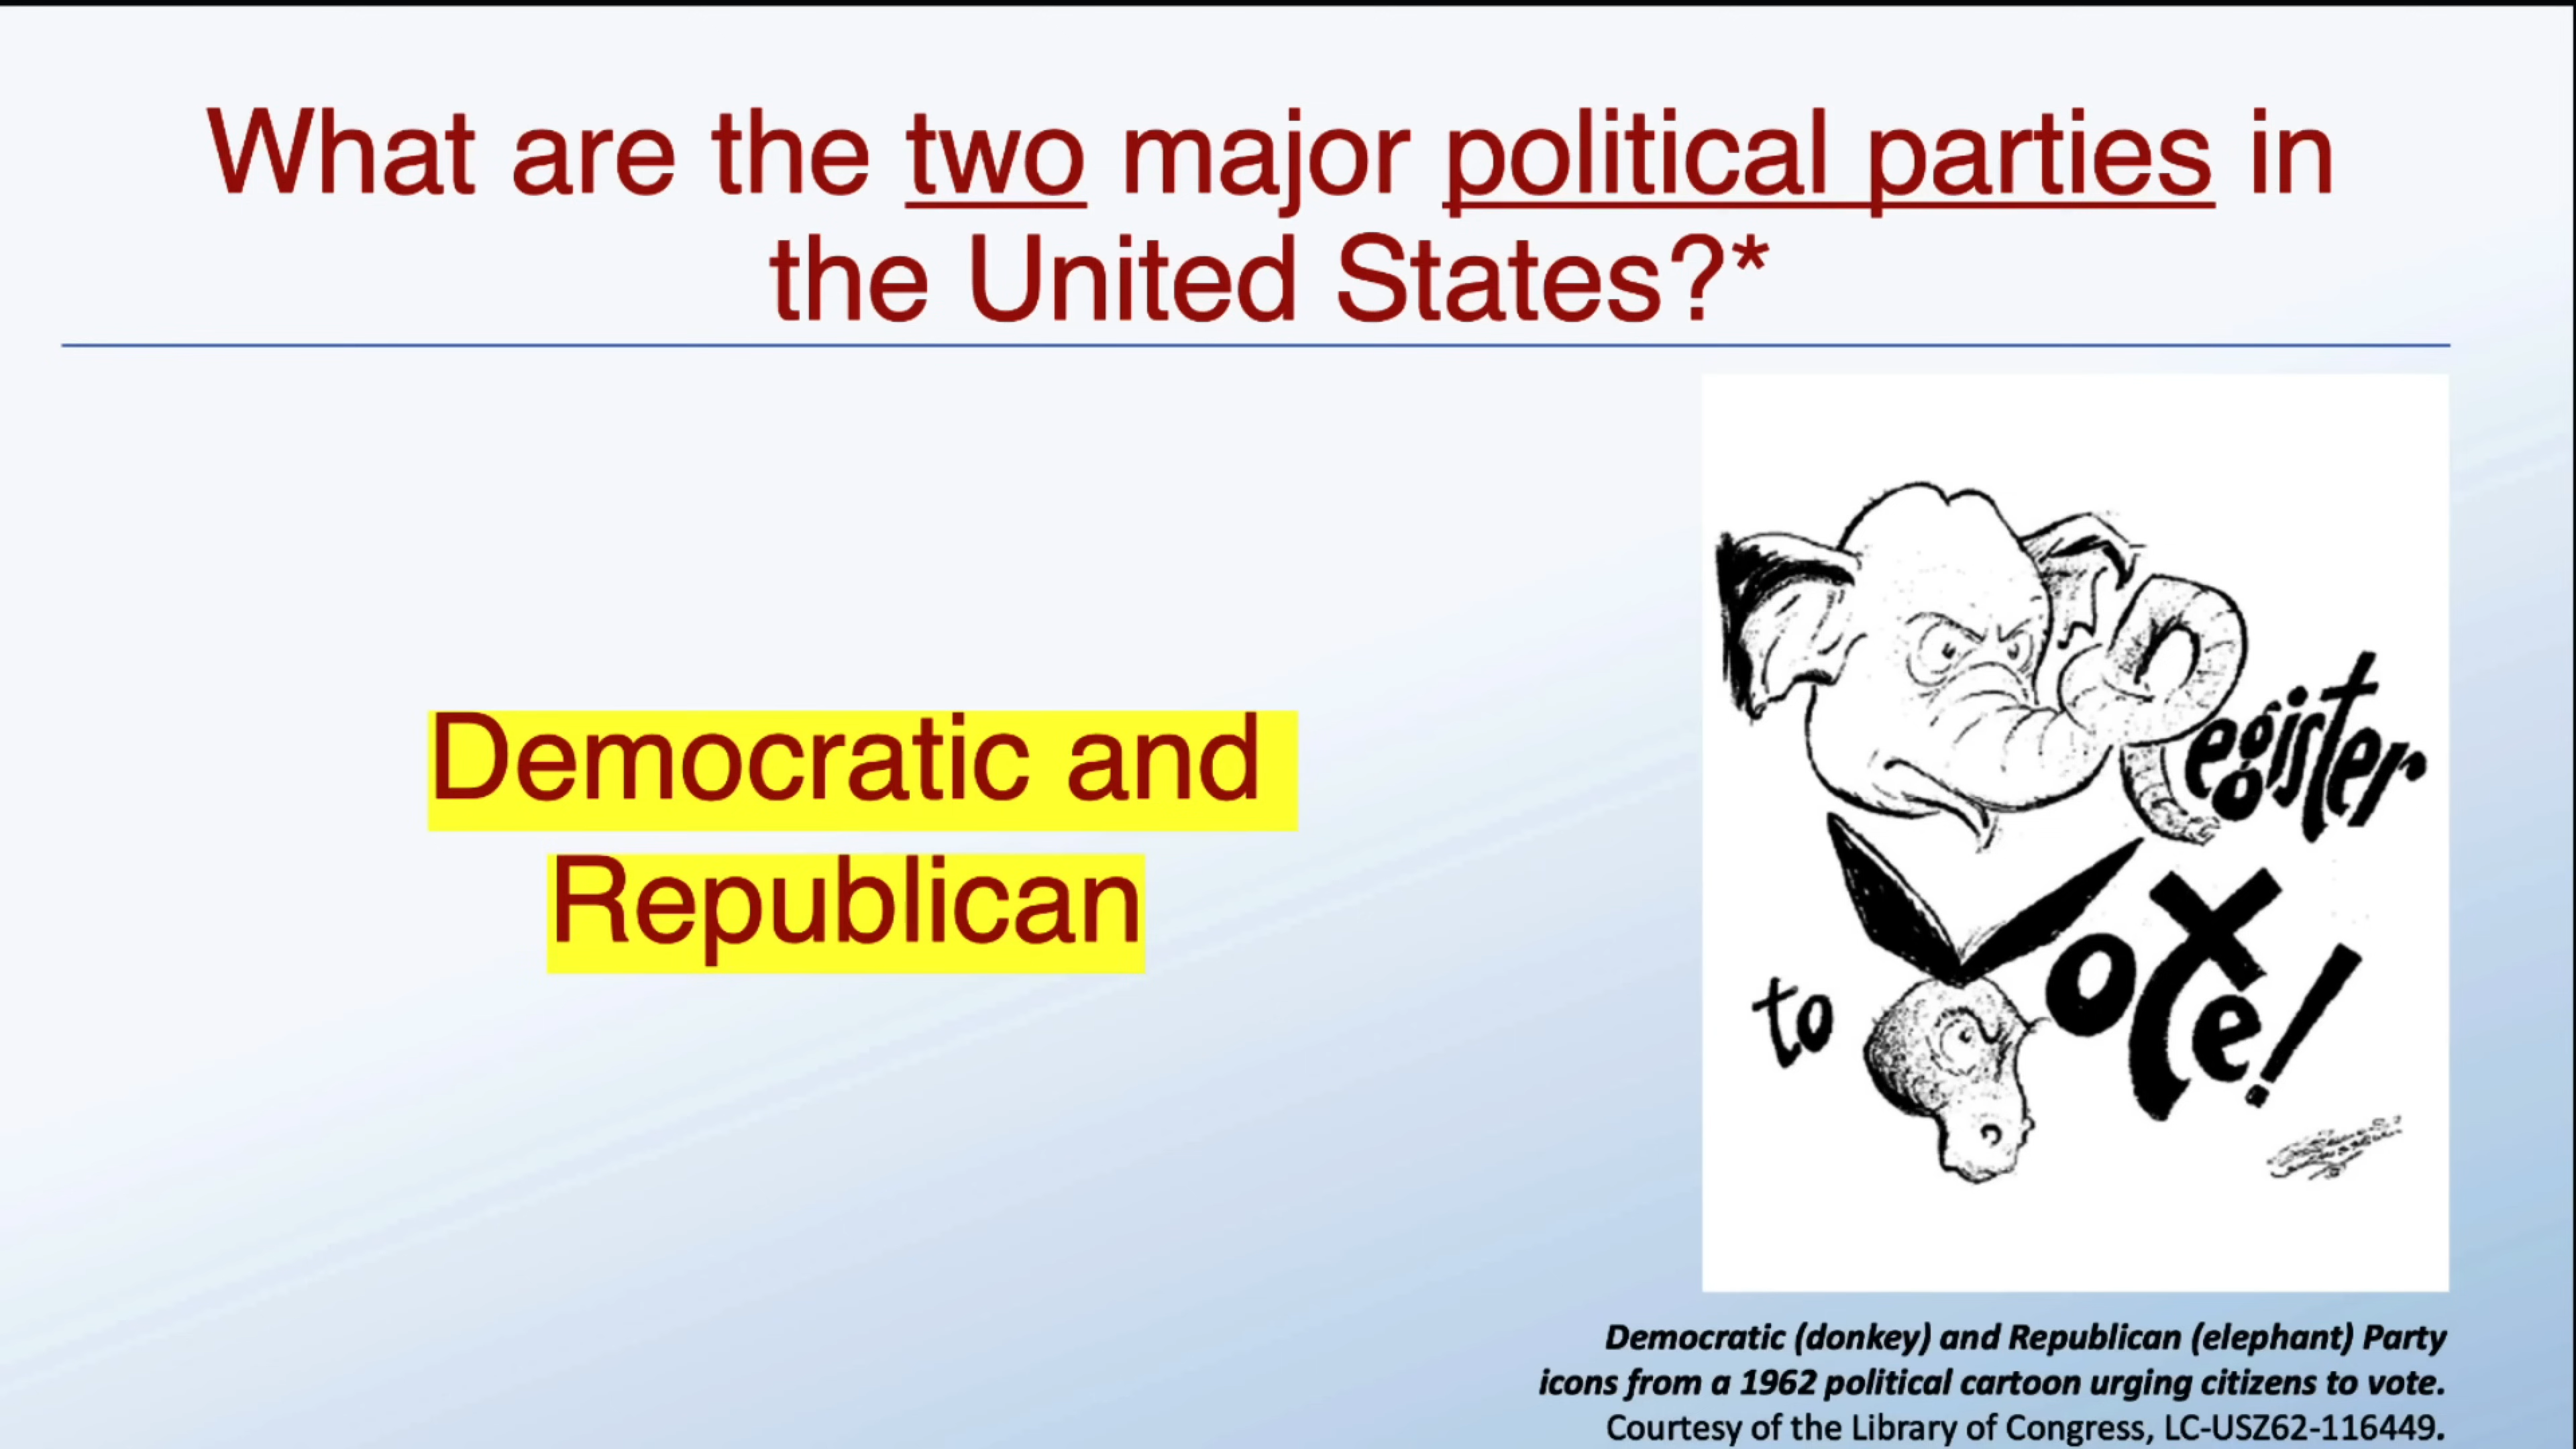 What are the two major political parties in
the United States?*
Democratic and
Republican
Register
to Vote!
Democratic (donkey) and Republican (elephant) Party
icons from a 1962 political cartoon urging citizens to vote.
Courtesy of the Library of Congress, LC-USZ62-116449.